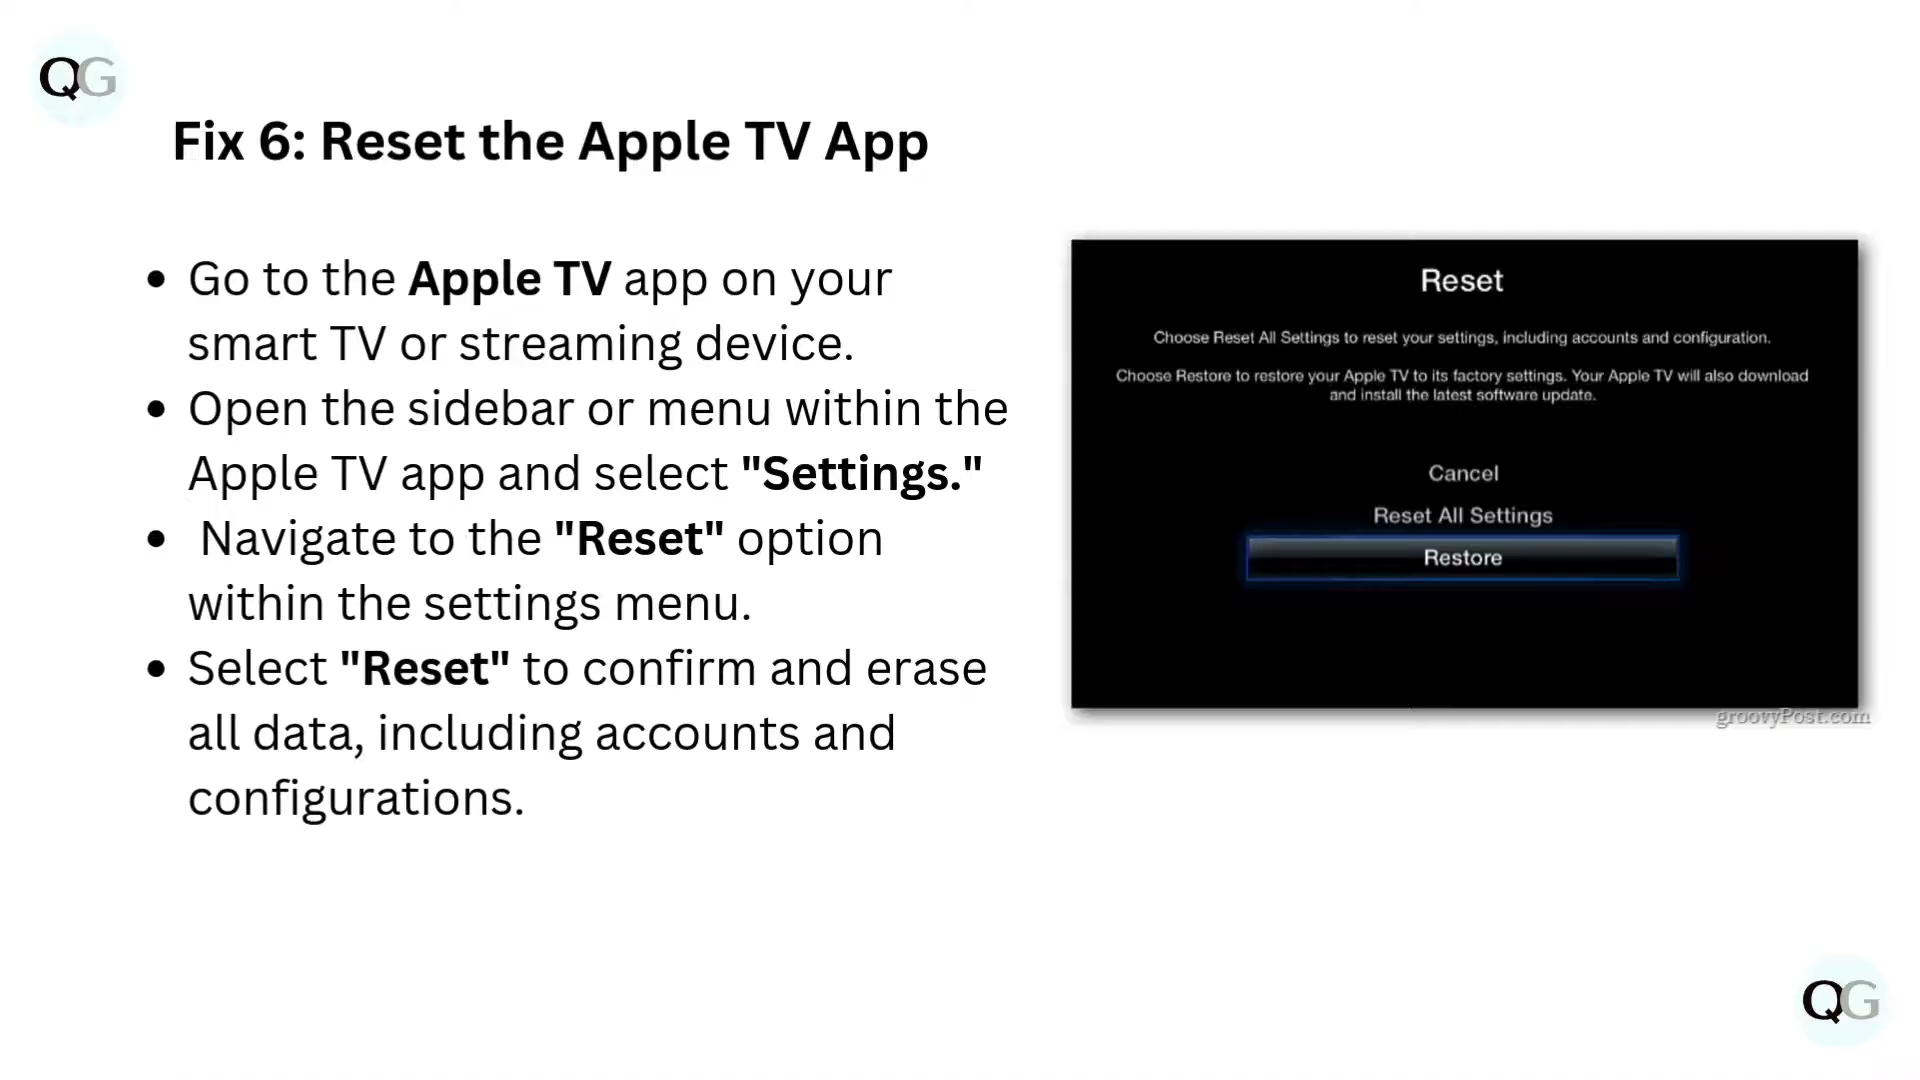 QG
Fix 6: Reset the Apple TV App
• Go to the Apple TV app on your
smart TV or streaming device.
• Open the sidebar or menu within the
Apple TV app and select "Settings."
• Navigate to the "Reset" option
within the settings menu.
• Select "Reset" to confirm and erase
all data, including accounts and
configurations.
Reset
Choose Reset All Settings to reset your settings, including accounts and configuration.
Choose Restore to restore your Apple TV to its factory settings. Your Apple TV will also download
and install the latest software update.
Cancel
Reset All Settings
Restore
groovyPost.com
QG